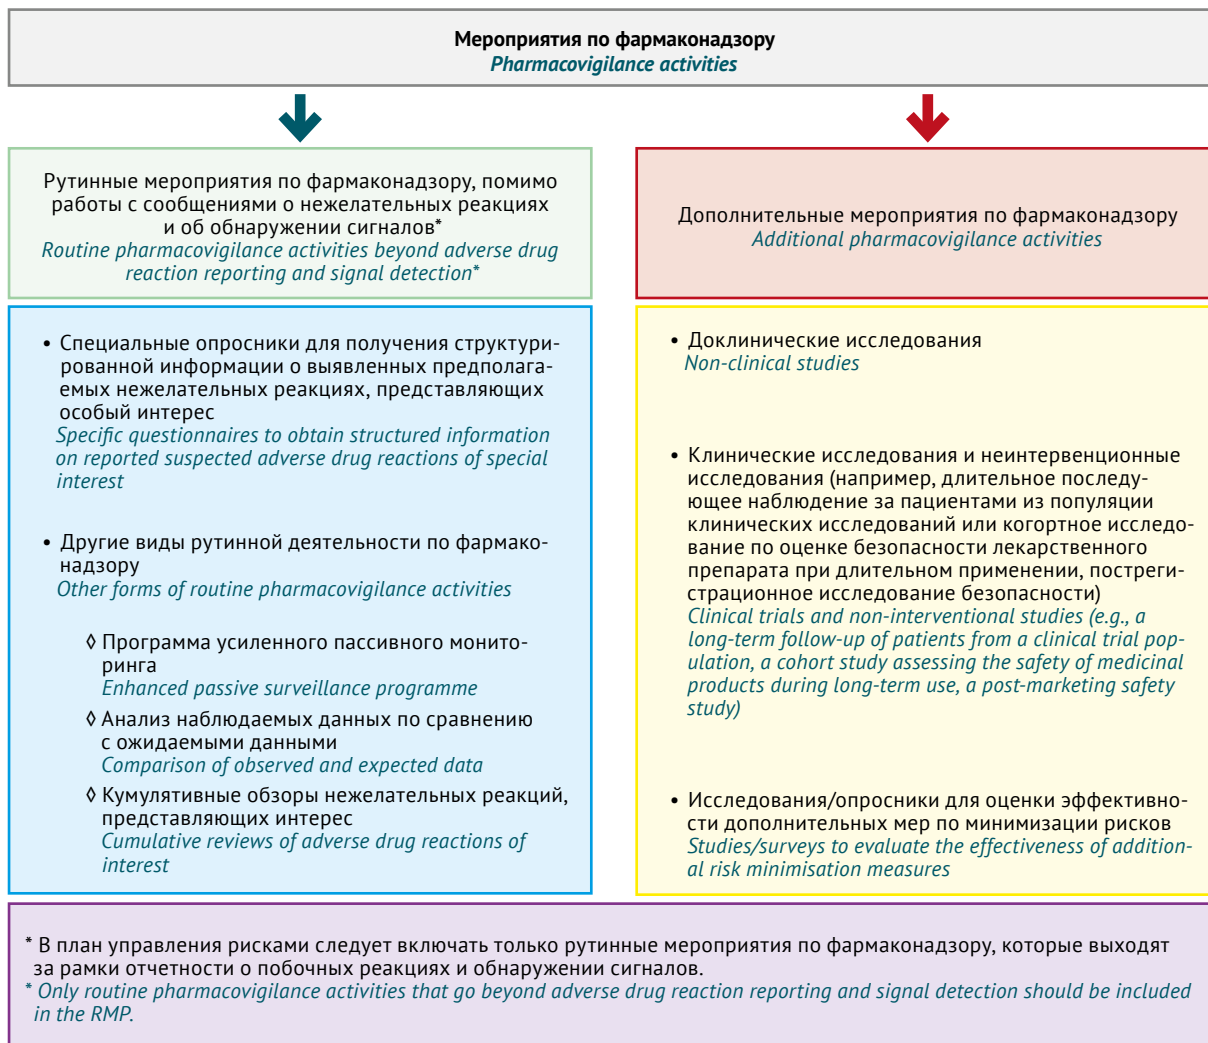 Мероприятия по фармаконадзору
Pharmacovigilance activities
Рутинные мероприятия по фармаконадзору, помимо
работы с сообщениями о нежелательных реакциях
и об обнаружении сигналов*
Routine pharmacovigilance activities beyond adverse drug
reaction reporting and signal detection*
Дополнительные мероприятия по фармаконадзору
Additional pharmacovigilance activities
• Специальные опросники для получения структури-
рованной информации о выявленных предполага-
емых нежелательных реакциях, представляющих
особый интерес
Specific questionnaires to obtain structured information
on reported suspected adverse drug reactions of special
interest
• Другие виды рутинной деятельности по фармако-
надзору
Other forms of routine pharmacovigilance activities
◊ Программа усиленного пассивного монито-
ринга
Enhanced passive surveillance programme
◊ Анализ наблюдаемых данных по сравнению
с ожидаемыми данными
Comparison of observed and expected data
◊ Кумулятивные обзоры нежелательных реакций,
представляющих интерес
Cumulative reviews of adverse drug reactions of
interest
• Доклинические исследования
Non-clinical studies
• Клинические исследования и неинтервенционные
исследования (например, длительное последу-
ющее наблюдение за пациентами из популяции
клинических исследований или когортное исследо-
вание по оценке безопасности лекарственного
препарата при длительном применении, постреги-
страционное исследование безопасности)
Clinical trials and non-interventional studies (e.g., a
long-term follow-up of patients from a clinical trial pop-
ulation, a cohort study assessing the safety of medicinal
products during long-term use, a post-marketing safety
study)
• Исследования/опросники для оценки эффективно-
сти дополнительных мер по минимизации рисков
Studies/surveys to evaluate the effectiveness of addition-
al risk minimisation measures
* В план управления рисками следует включать только рутинные мероприятия по фармаконадзору, которые выходят
за рамки отчетности о побочных реакциях и обнаружении сигналов.
* Only routine pharmacovigilance activities that go beyond adverse drug reaction reporting and signal detection should be included
in the RMP.